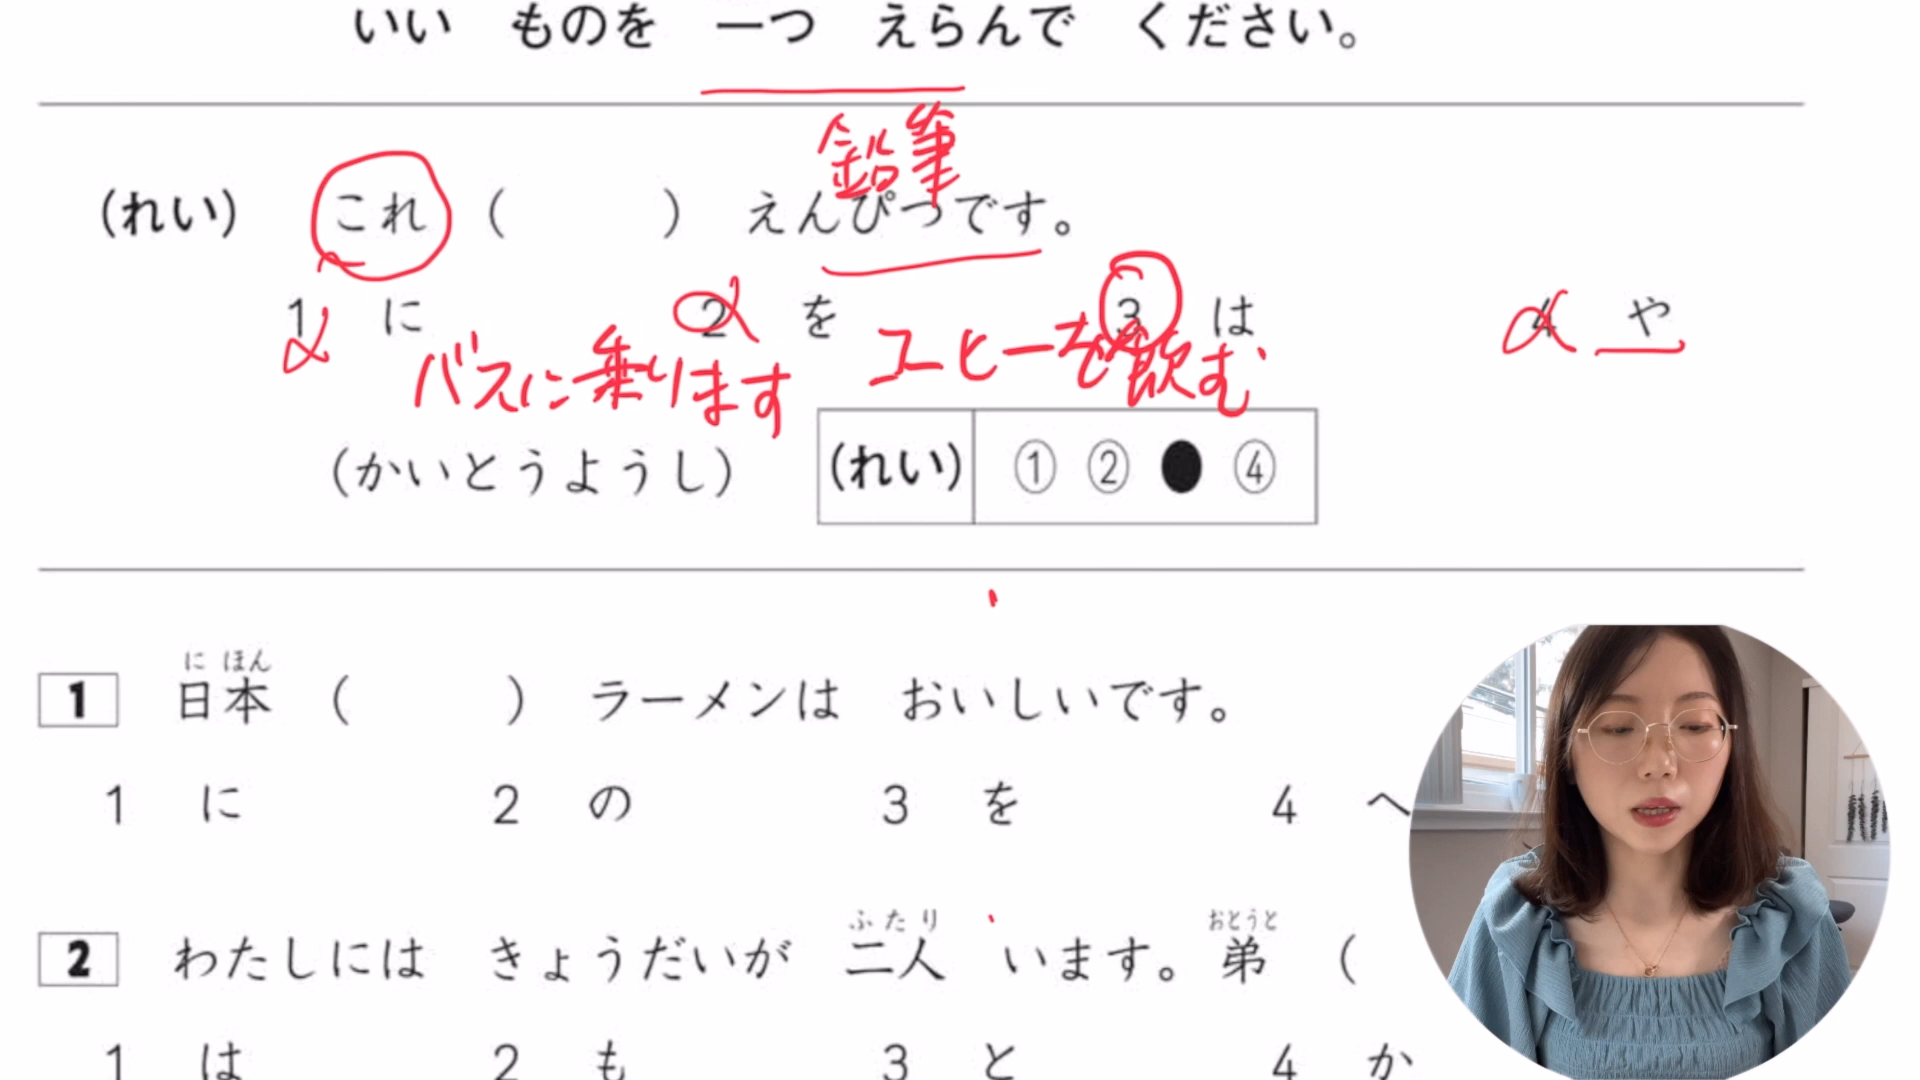 いい ものを 一つ えらんで ください。
鉛筆
(れい) これ ( ) えんぴつです。
1 に 2 を 3 は 4 や
バスに乗ります コーヒーを飲む
(かいとうようし) (れい) ① ② ● ④
に ほん
1 日本 ( ) ラーメンは おいしいです。
1 に 2 の 3 を 4 へ
ふたり おとうと
2 わたしには きょうだいが 二人 います。弟 (
1 は 2 も 3 と 4 か